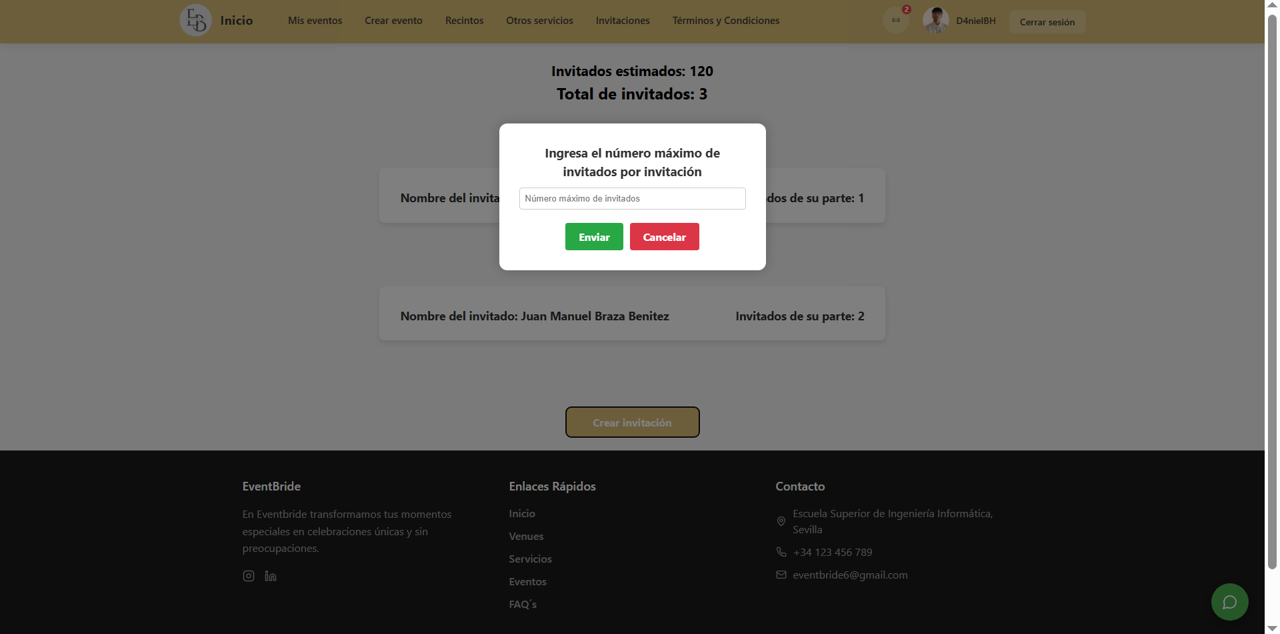 EB Inicio Mis eventos Crear evento Recintos Otros servicios Invitaciones Términos y Condiciones 2 D4nielBH Cerrar sesión
Invitados estimados: 120
Total de invitados: 3
Ingresa el número máximo de
invitados por invitación
Número máximo de invitados
Enviar Cancelar
Nombre del invita
dos de su parte: 1
Nombre del invitado: Juan Manuel Braza Benitez Invitados de su parte: 2
Crear invitación
EventBride
En Eventbride transformamos tus momentos
especiales en celebraciones únicas y sin
preocupaciones.
Enlaces Rápidos
Inicio
Venues
Servicios
Eventos
FAQ´s
Contacto
Escuela Superior de Ingeniería Informática,
Sevilla
+34 123 456 789
eventbride6@gmail.com